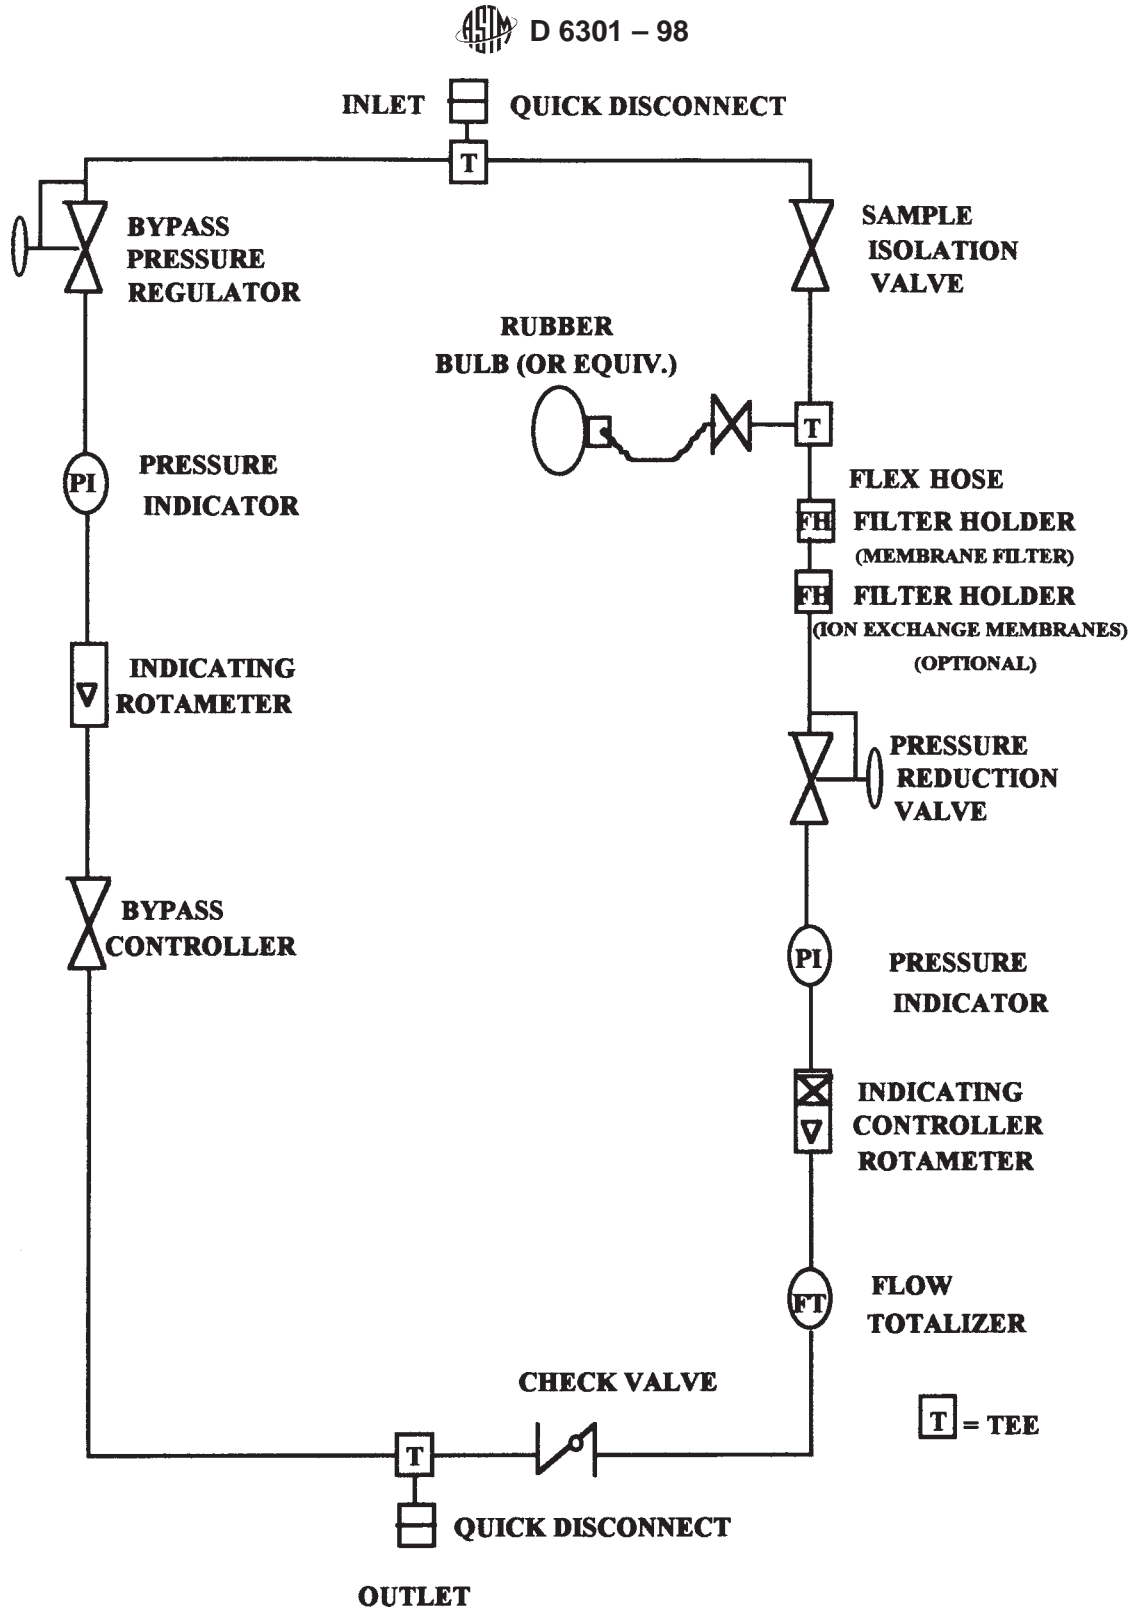 ASTM D 6301 – 98
INLET
QUICK DISCONNECT
T
BYPASS
PRESSURE
REGULATOR
SAMPLE
ISOLATION
VALVE
RUBBER
BULB (OR EQUIV.)
T
PI
PRESSURE
INDICATOR
FLEX HOSE
FH FILTER HOLDER
(MEMBRANE FILTER)
FH FILTER HOLDER
(ION EXCHANGE MEMBRANES)
(OPTIONAL)
INDICATING
ROTAMETER
PRESSURE
REDUCTION
VALVE
BYPASS
CONTROLLER
PI
PRESSURE
INDICATOR
INDICATING
CONTROLLER
ROTAMETER
FT
FLOW
TOTALIZER
CHECK VALVE
T = TEE
T
QUICK DISCONNECT
OUTLET